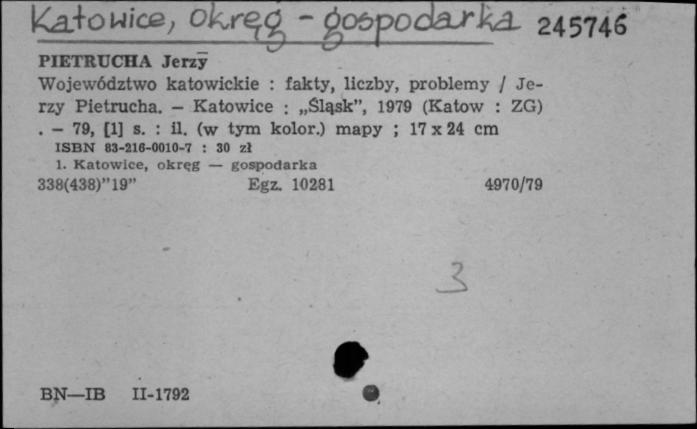 Katowice, okręg - gospodarka 245746
PIETRUCHA Jerzy
Województwo katowickie : fakty, liczby, problemy / Je-
rzy Pietrucha. — Katowice : „Śląsk”, 1979 (Katow : ZG)
. — 79, [1] s. : il. (w tym kolor.) mapy ; 17 x 24 cm
ISBN 83-216-0010-7 : 30 zł
1. Katowice, okręg — gospodarka
338(438)”19” Egz. 10281 4970/79
3
BN—IB II-1792